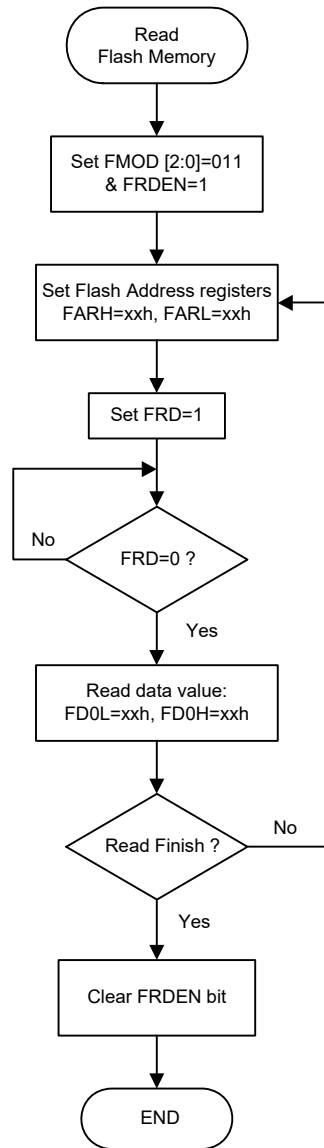 Read
Flash Memory
Set FMOD [2:0]=011
& FRDEN=1
Set Flash Address registers
FARH=xxh, FARL=xxh
Set FRD=1
No
FRD=0 ?
Yes
Read data value:
FD0L=xxh, FD0H=xxh
Read Finish ?
No
Yes
Clear FRDEN bit
END